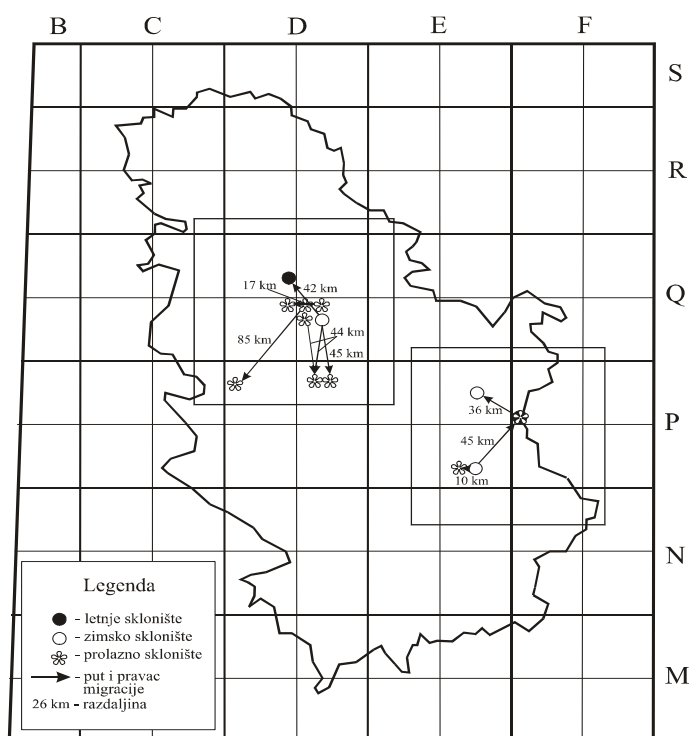 B C D E F
S
R
Q
P
N
M
17 km
42 km
85 km
44 km
45 km
36 km
45 km
10 km
Legenda
- letnje sklonište
- zimsko sklonište
- prolazno sklonište
- put i pravac
migracije
26 km - razdaljina